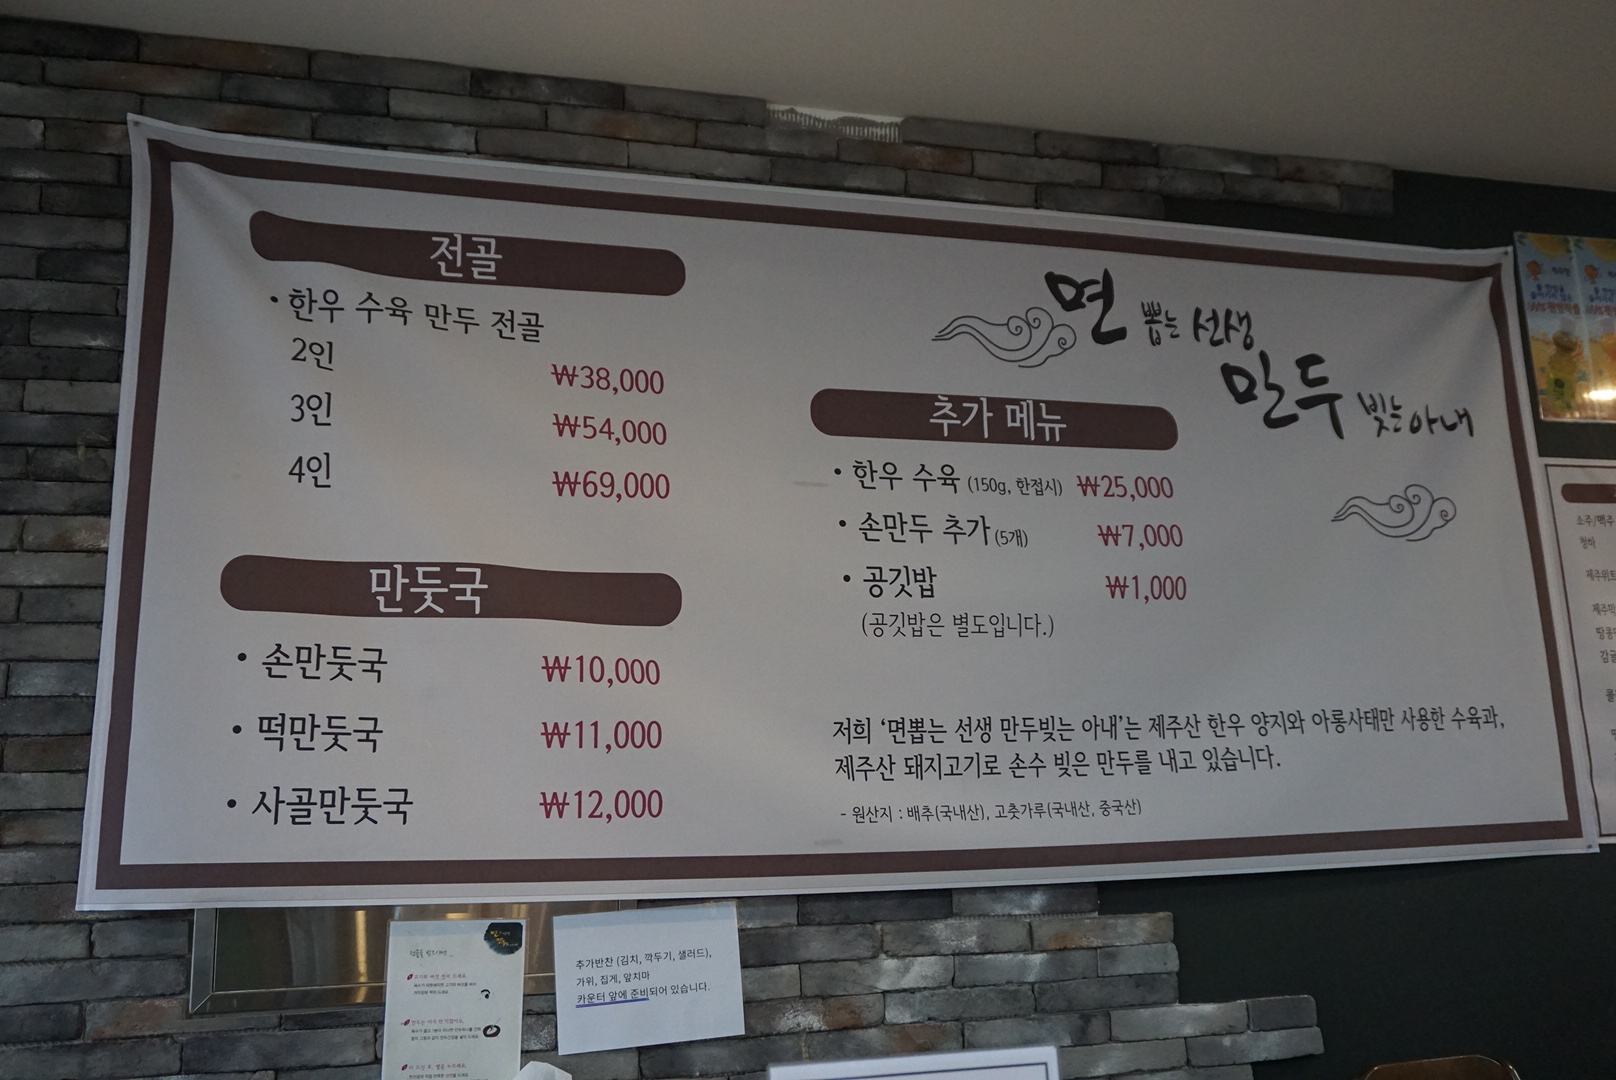 전골
• 한우 수육 만두 전골
2인 ₩38,000
3인 ₩54,000
4인 ₩69,000
만둣국
• 손만둣국 ₩10,000
• 떡만둣국 ₩11,000
• 사골만둣국 ₩12,000
면 뽑는 선생
만두 빚는 아내
추가 메뉴
• 한우 수육 (150g, 한접시) ₩25,000
• 손만두 추가 (5개) ₩7,000
• 공깃밥 ₩1,000
(공깃밥은 별도입니다.)
저희 ‘면뽑는 선생 만두빚는 아내’는 제주산 한우 양지와 아롱사태만 사용한 수육과,
제주산 돼지고기로 손수 빚은 만두를 내고 있습니다.
- 원산지 : 배추(국내산), 고춧가루(국내산, 중국산)
추가반찬 (김치, 깍두기, 샐러드),
가위, 집게, 앞치마
카운터 앞에 준비되어 있습니다.
소주/맥주
청하